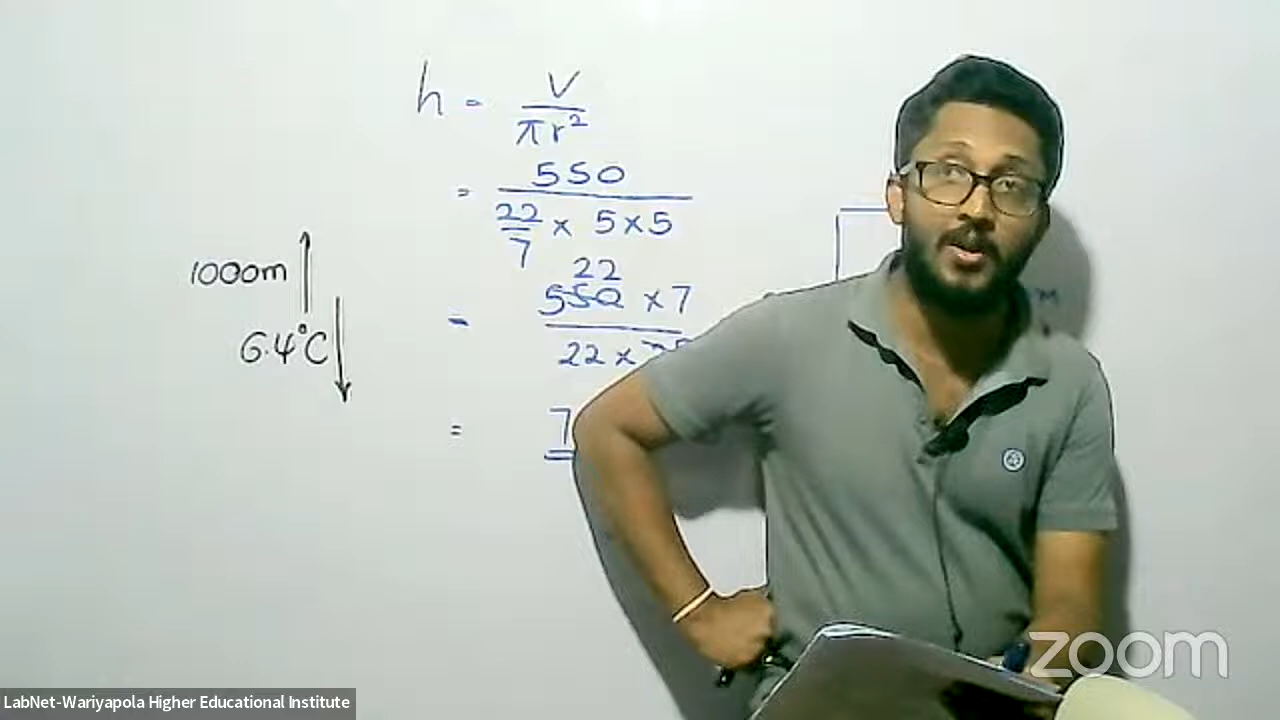 h = V / πr²
= 550 / 22/7 × 5 × 5
1000m
22
= 550 × 7 / 22 ×
6.4°C
= 7
zoom
LabNet-Wariyapola Higher Educational Institute